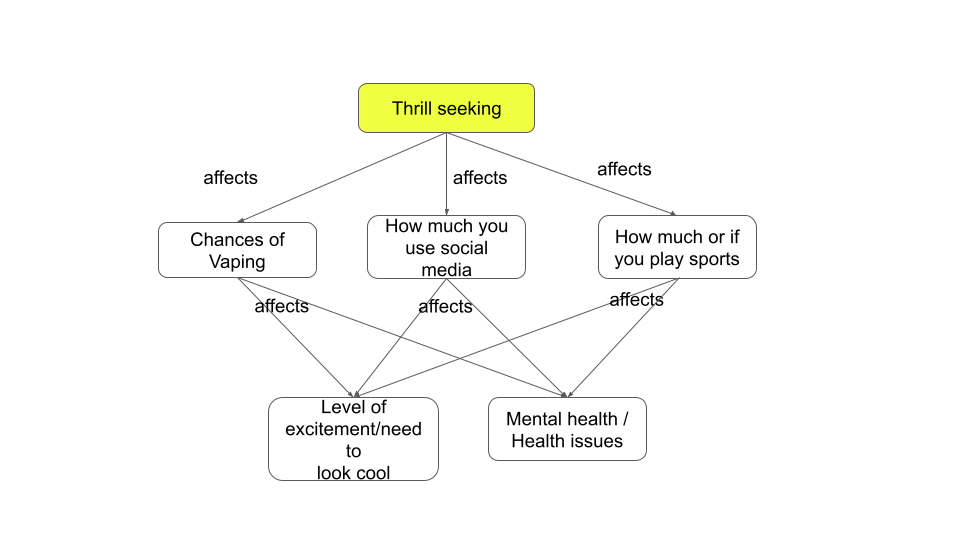 Thrill seeking
affects
affects
affects
Chances of
Vaping
How much you
use social
media
How much or if
you play sports
affects
affects
affects
Level of
excitement/need
to
look cool
Mental health /
Health issues